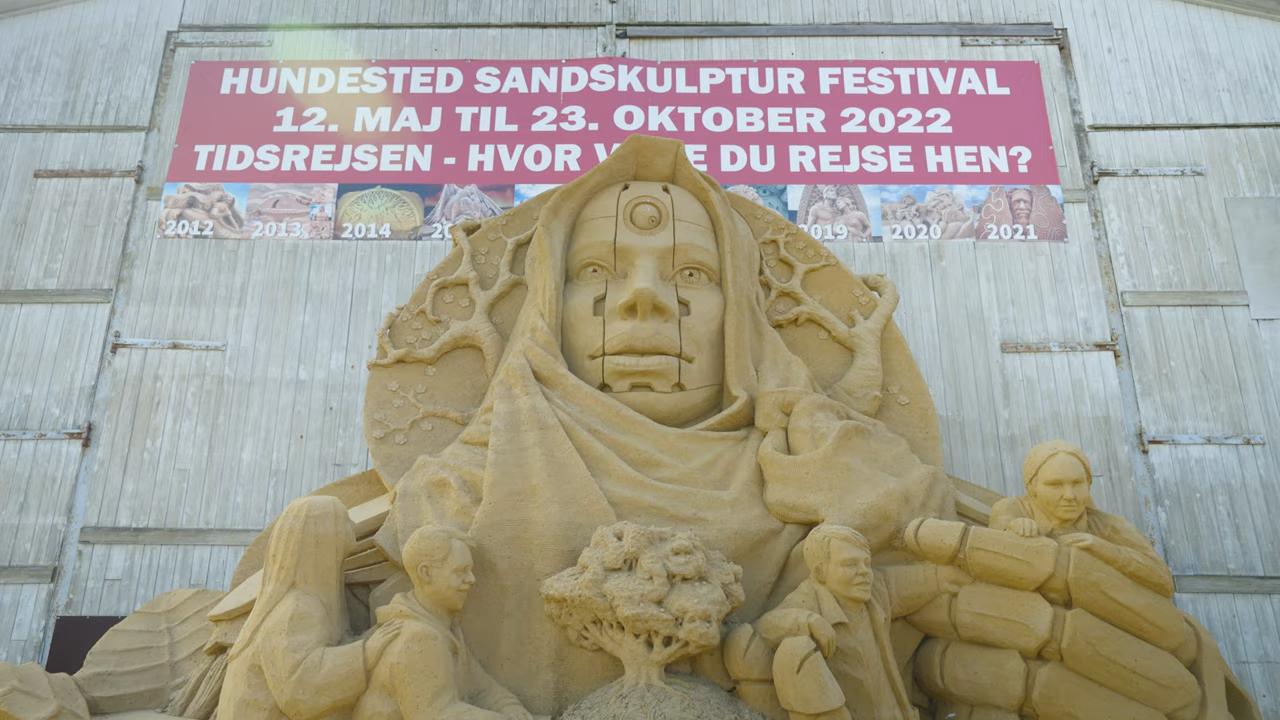 HUNDESTED SANDSKULPTUR FESTIVAL
12. MAJ TIL 23. OKTOBER 2022
TIDSREJSEN - HVOR DU REJSE HEN?
2012 2013 2014 2019 2020 2021